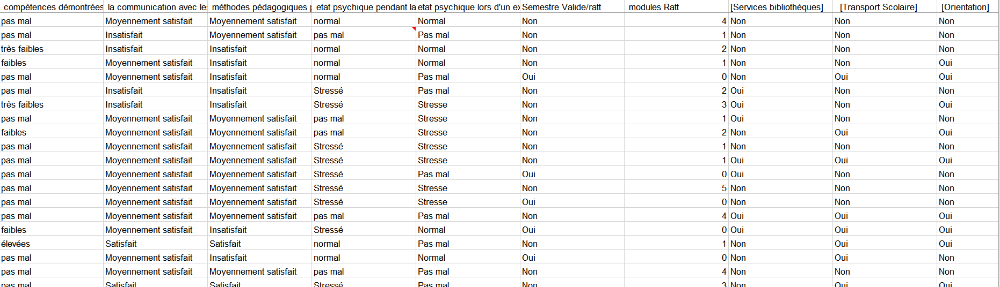 compétences démontrées la communication avec les méthodes pédagogiques etat psychique pendant la etat psychique lors d'un ex Semestre Valide/ratt modules Ratt [Services bibliothèques] [Transport Scolaire] [Orientation]
pas mal Moyennement satisfait Moyennement satisfait normal Normal Non 4 Non Non Non
pas mal Insatisfait Moyennement satisfait pas mal Pas mal Non 1 Non Non Non
très faibles Insatisfait Insatisfait normal Normal Non 2 Non Non Non
faibles Moyennement satisfait Insatisfait normal Normal Non 1 Non Non Oui
pas mal Moyennement satisfait Insatisfait normal Pas mal Oui 0 Non Oui Oui
pas mal Insatisfait Insatisfait Stressé Pas mal Non 2 Oui Non Non
très faibles Insatisfait Insatisfait Stressé Stresse Non 3 Oui Non Oui
pas mal Moyennement satisfait Moyennement satisfait pas mal Stresse Non 1 Oui Non Non
faibles Moyennement satisfait Moyennement satisfait pas mal Stresse Non 2 Non Oui Oui
pas mal Moyennement satisfait Moyennement satisfait Stressé Stresse Non 1 Non Non Non
pas mal Moyennement satisfait Moyennement satisfait Stressé Stresse Non 1 Oui Oui Oui
pas mal Moyennement satisfait Moyennement satisfait Stressé Pas mal Oui 0 Oui Non Non
pas mal Moyennement satisfait Moyennement satisfait Stressé Stresse Non 5 Non Non Non
pas mal Moyennement satisfait Moyennement satisfait Stressé Stresse Oui 0 Non Non Non
pas mal Moyennement satisfait Moyennement satisfait pas mal Pas mal Non 4 Oui Oui Oui
faibles Moyennement satisfait Insatisfait Stressé Normal Oui 0 Oui Oui Oui
élevées Satisfait Satisfait normal Pas mal Non 1 Non Oui Oui
pas mal Moyennement satisfait Insatisfait normal Normal Oui 0 Non Oui Non
pas mal Moyennement satisfait Moyennement satisfait pas mal Pas mal Non 4 Non Non Non
pas mal Satisfait Satisfait Stressé Pas mal Non 3 Non Oui Oui